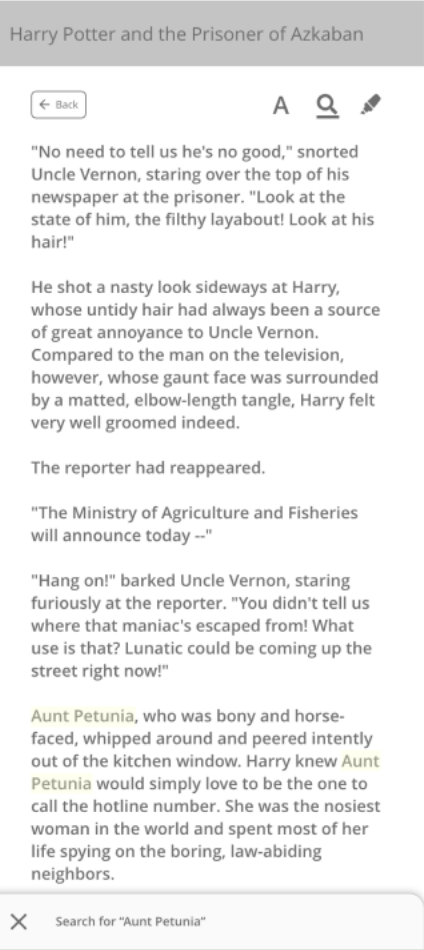 Harry Potter and the Prisoner of Azkaban
← Back
A
"No need to tell us he's no good," snorted
Uncle Vernon, staring over the top of his
newspaper at the prisoner. "Look at the
state of him, the filthy layabout! Look at his
hair!"
He shot a nasty look sideways at Harry,
whose untidy hair had always been a source
of great annoyance to Uncle Vernon.
Compared to the man on the television,
however, whose gaunt face was surrounded
by a matted, elbow-length tangle, Harry felt
very well groomed indeed.
The reporter had reappeared.
"The Ministry of Agriculture and Fisheries
will announce today --"
"Hang on!" barked Uncle Vernon, staring
furiously at the reporter. "You didn't tell us
where that maniac's escaped from! What
use is that? Lunatic could be coming up the
street right now!"
Aunt Petunia, who was bony and horse-
faced, whipped around and peered intently
out of the kitchen window. Harry knew Aunt
Petunia would simply love to be the one to
call the hotline number. She was the nosiest
woman in the world and spent most of her
life spying on the boring, law-abiding
neighbors.
Search for “Aunt Petunia”